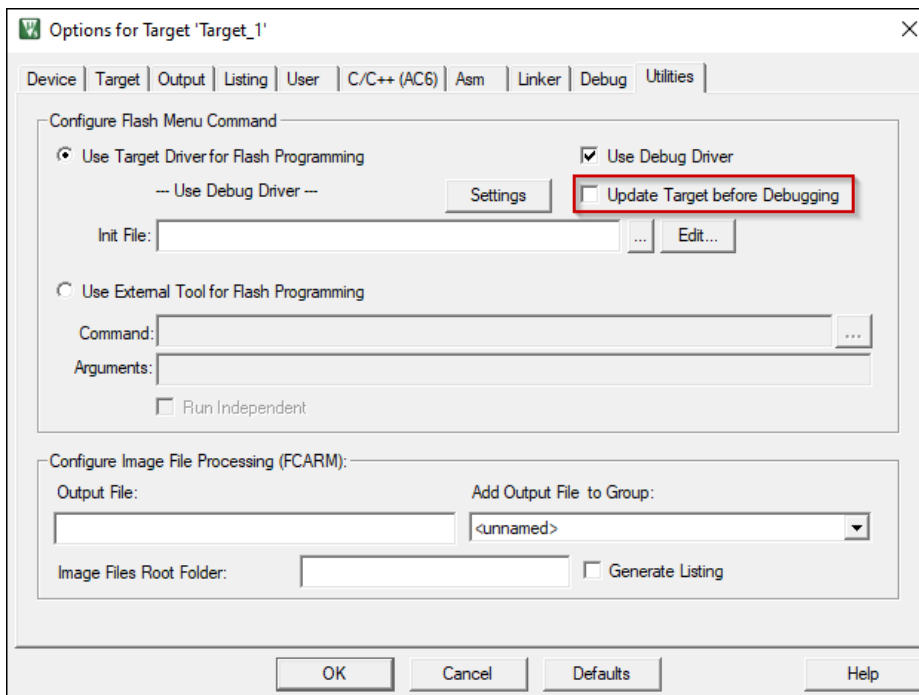 Options for Target 'Target_1'
Device Target Output Listing User C/C++ (AC6) Asm Linker Debug Utilities
Configure Flash Menu Command
Use Target Driver for Flash Programming Use Debug Driver
--- Use Debug Driver --- Settings Update Target before Debugging
Init File: ... Edit...
Use External Tool for Flash Programming
Command: ...
Arguments:
Run Independent
Configure Image File Processing (FCARM):
Output File: Add Output File to Group:
<unnamed>
Image Files Root Folder: Generate Listing
OK Cancel Defaults Help